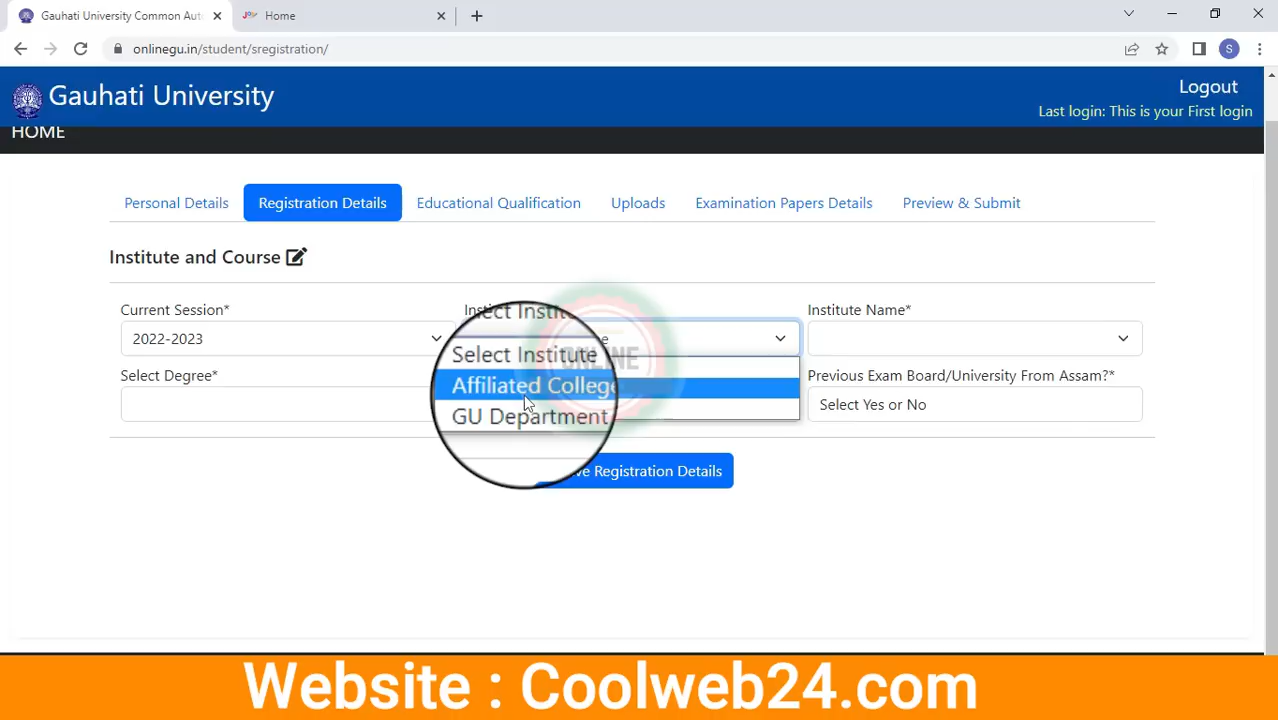 Gauhati University Common Aut
Home
onlinegu.in/student/sregistration/
S
Gauhati University
Logout
Last login: This is your First login
HOME
Personal Details
Registration Details
Educational Qualification
Uploads
Examination Papers Details
Preview & Submit
Institute and Course
Current Session*
Institute Name*
2022-2023
Select Institute
Select Degree*
Affiliated College
GU Department
Previous Exam Board/University From Assam?*
Select Yes or No
ONLINE
Registration Details
Website : Coolweb24.com